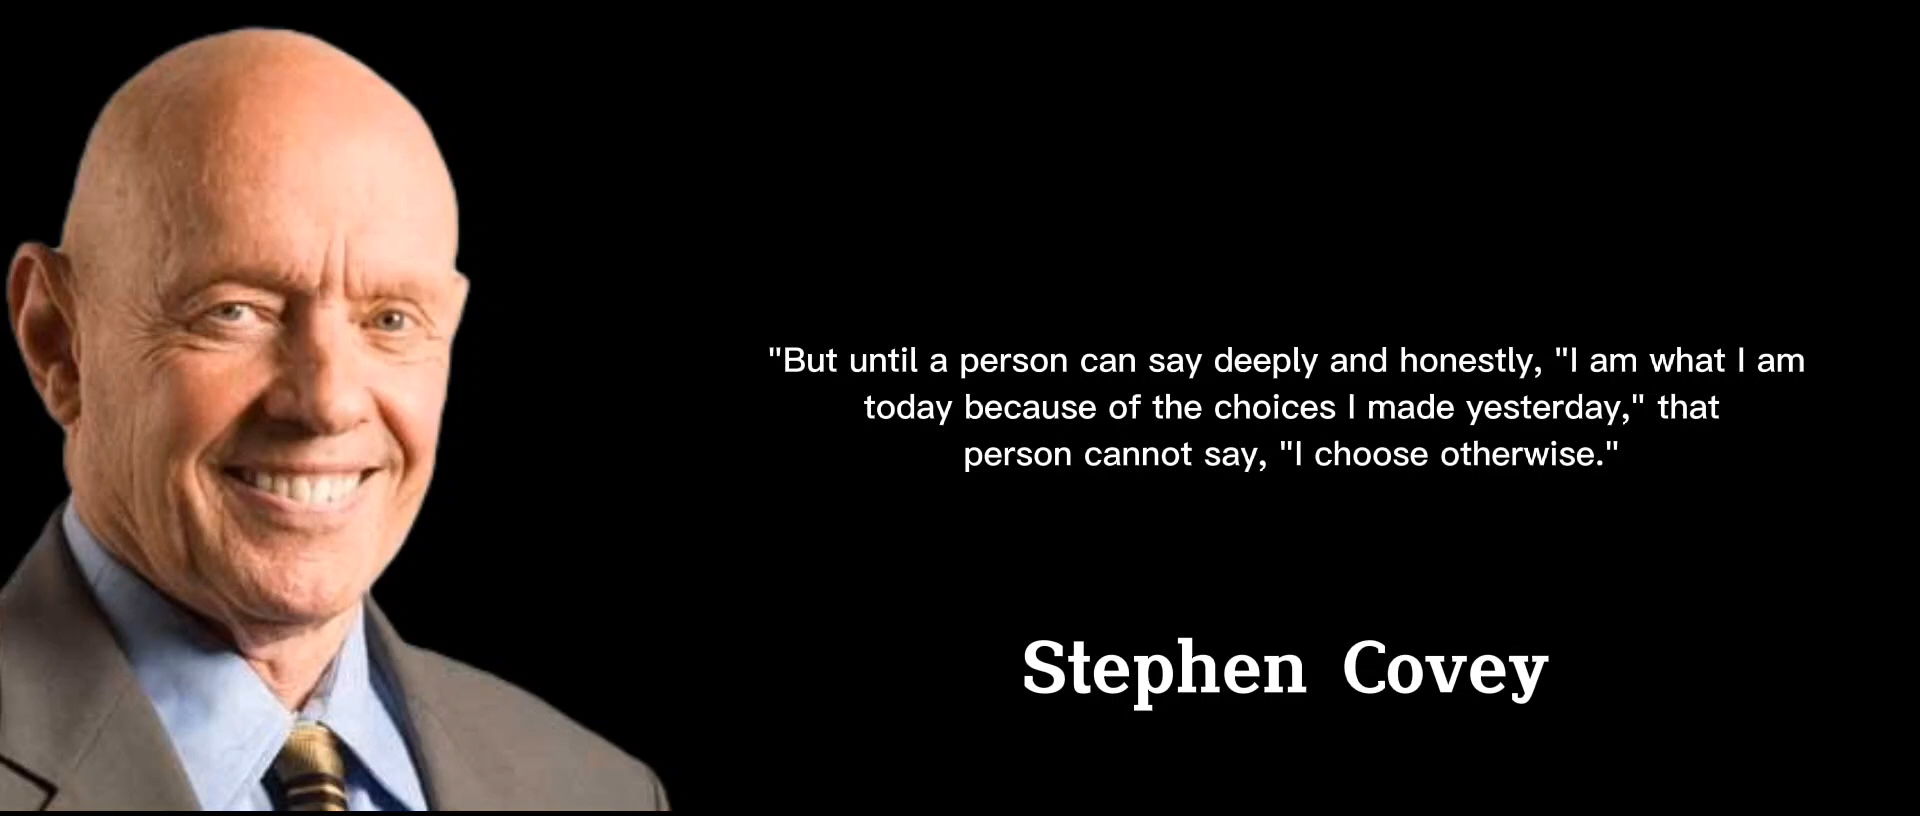 "But until a person can say deeply and honestly, "I am what I am
today because of the choices I made yesterday," that
person cannot say, "I choose otherwise."
Stephen Covey